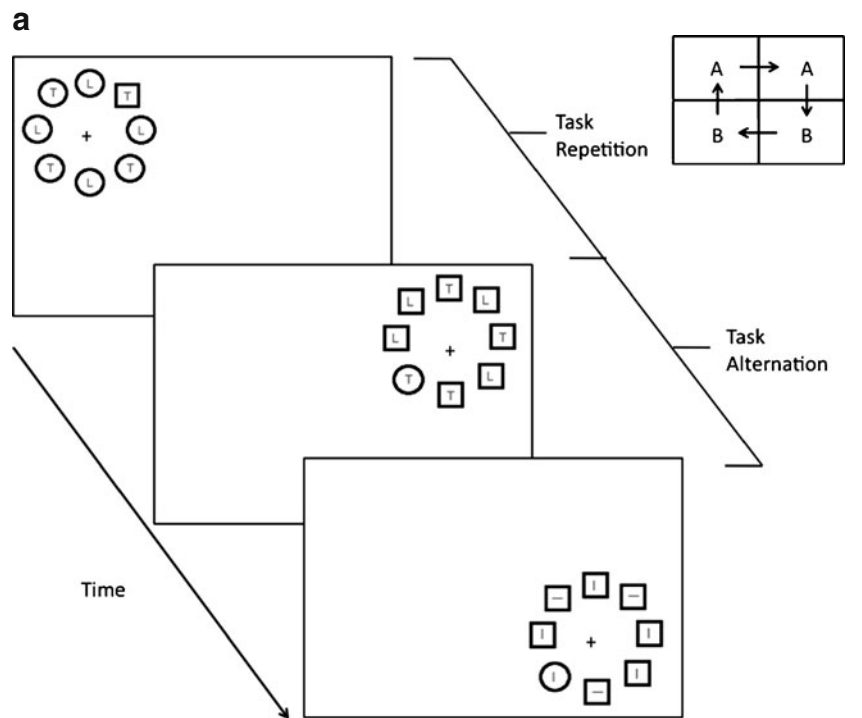 a
A A
B B
Task
Repetition
L
T T
L + L
T T
L
T
L L
L T
+
T L
T
Task
Alternation
Time
I
— —
I I
+
I I
—